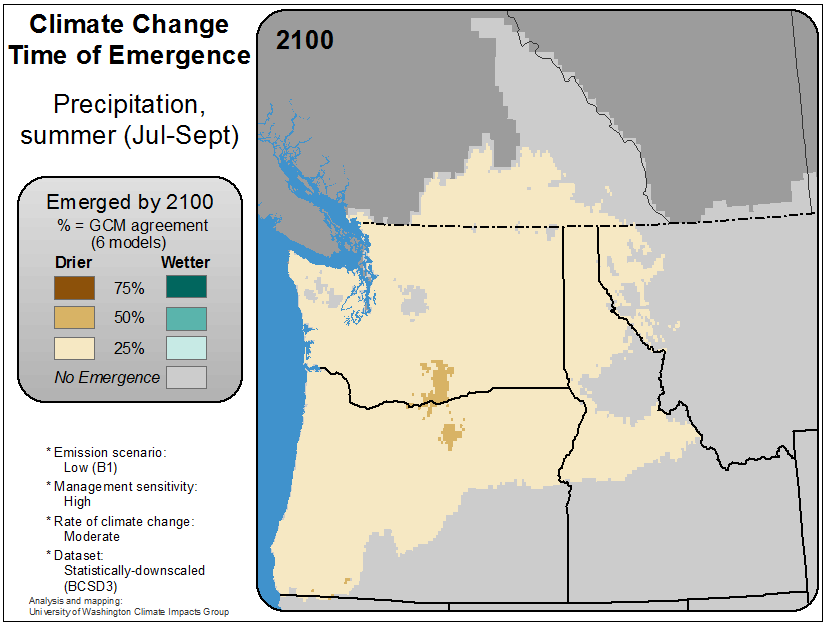 Climate Change
Time of Emergence
Precipitation,
summer (Jul-Sept)
Emerged by 2100
% = GCM agreement
(6 models)
Drier Wetter
75%
50%
25%
No Emergence
* Emission scenario:
Low (B1)
* Management sensitivity:
High
* Rate of climate change:
Moderate
* Dataset:
Statistically-downscaled
(BCSD3)
Analysis and mapping:
University of Washington Climate Impacts Group
2100